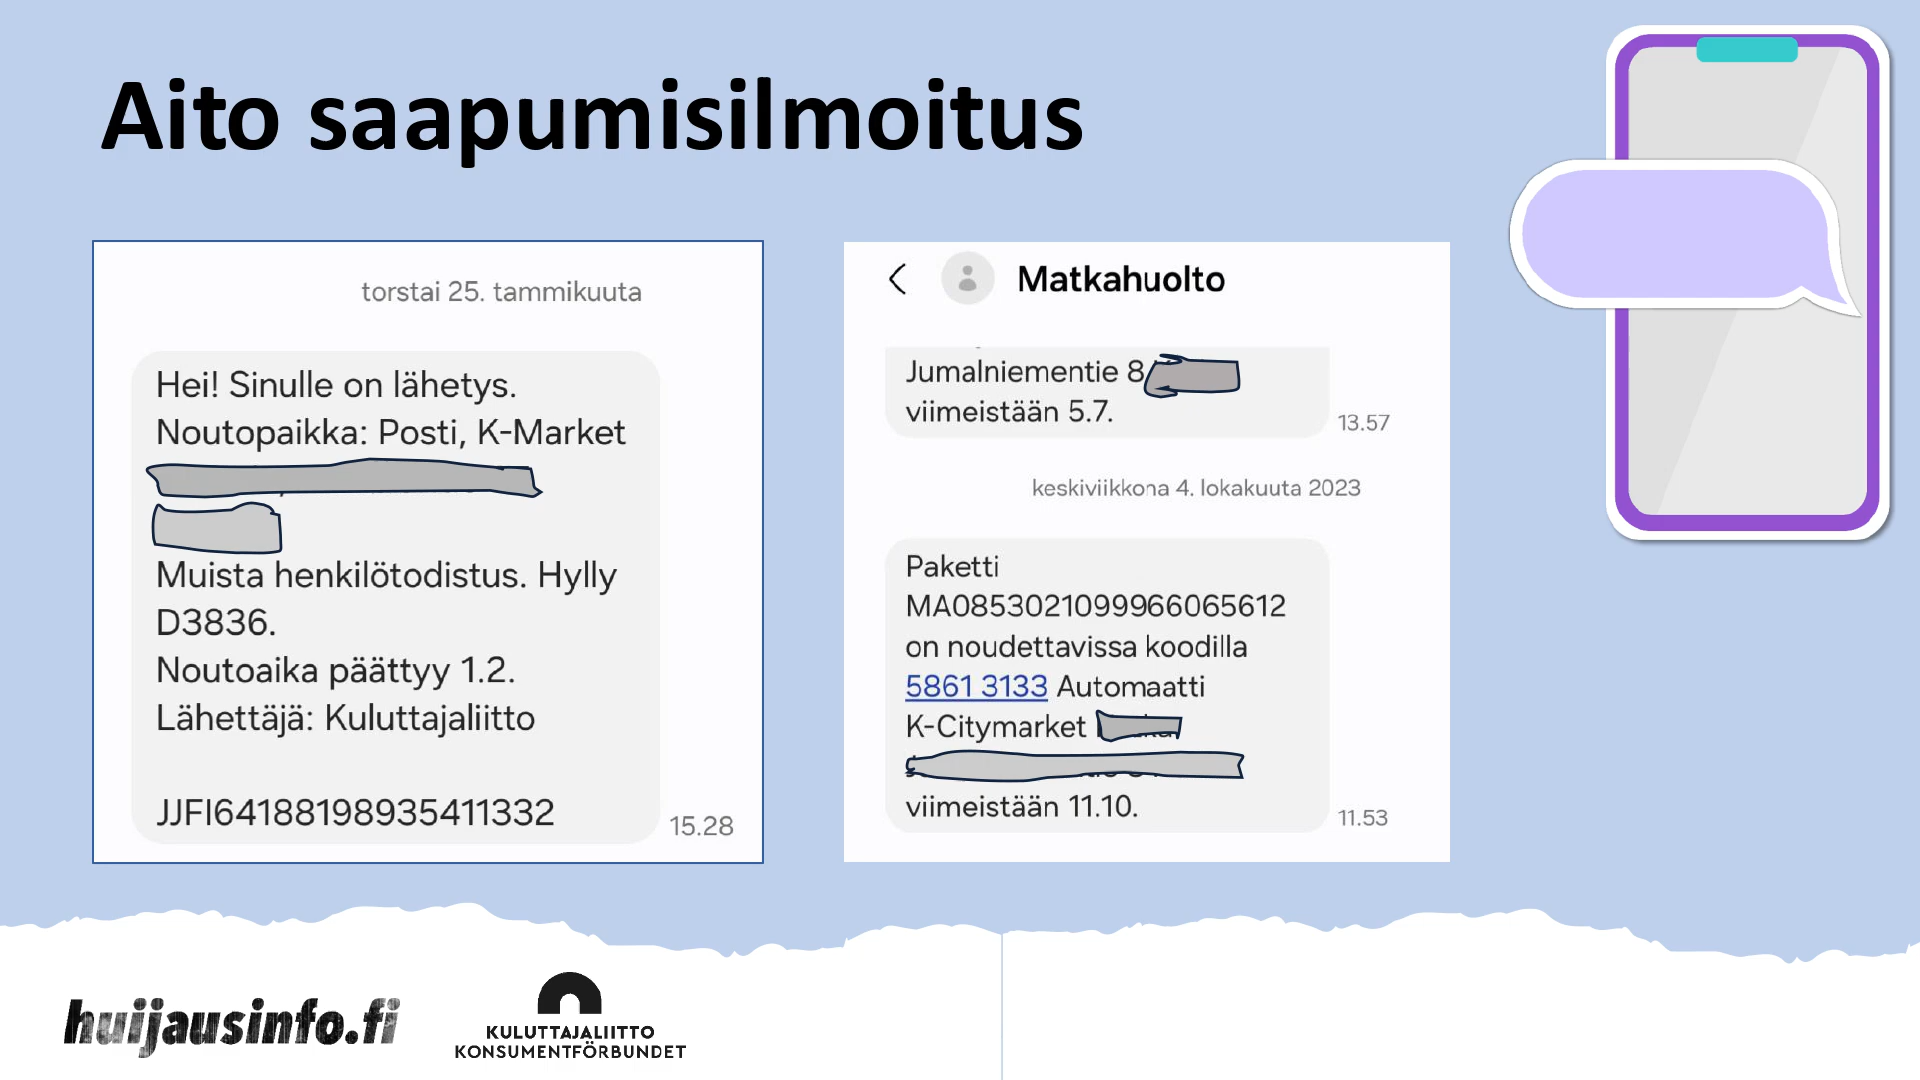 Aito saapumisilmoitus
torstai 25. tammikuuta
Hei! Sinulle on lähetys.
Noutopaikka: Posti, K-Market
Muista henkilötodistus. Hylly
D3836.
Noutoaika päättyy 1.2.
Lähettäjä: Kuluttajaliitto
JJFI64188198935411332
15.28
Matkahuolto
Jumalniementie 8
viimeistään 5.7.
13.57
keskiviikkona 4. lokakuuta 2023
Paketti
MA0853021099966065612
on noudettavissa koodilla
5861 3133 Automaatti
K-Citymarket
viimeistään 11.10.
11.53
huijausinfo.fi
KULUTTAJALIITTO
KONSUMENTFÖRBUNDET